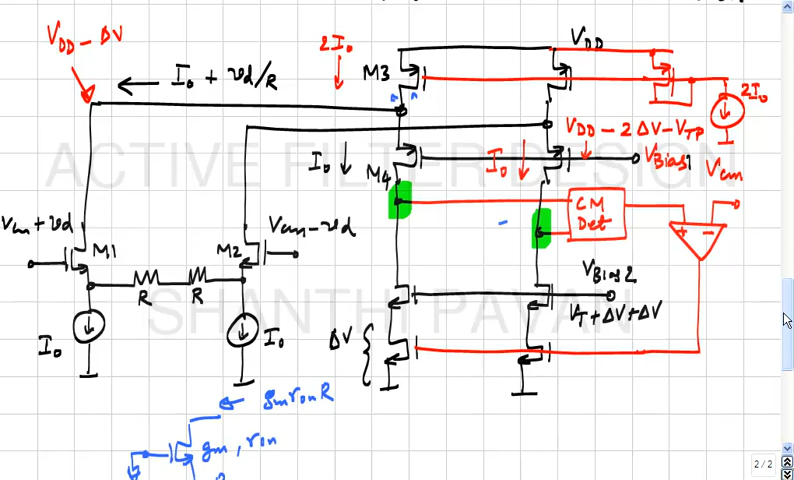 VDD - ΔV
I₀ + vd/R
2I₀
M3
VDD
2I₀
VDD - 2ΔV - VTP
VBias1
Vcm
I₀
M4
I₀
CM
Det
+ -
Vcm + vd
M1
M2
Vcm - vd
R
R
I₀
I₀
VBias2
VT + ΔV + ΔV
ΔV
gm ron R
gm, ron
ACTIVE FILTER DESIGN
SHANTHI PAVAN
2 / 2